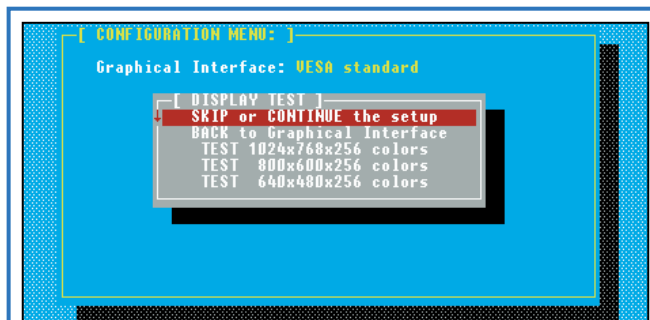 [ CONFIGURATION MENU: ]
Graphical Interface: VESA standard
[ DISPLAY TEST ]
SKIP or CONTINUE the setup
BACK to Graphical Interface
TEST 1024x768x256 colors
TEST 800x600x256 colors
TEST 640x480x256 colors